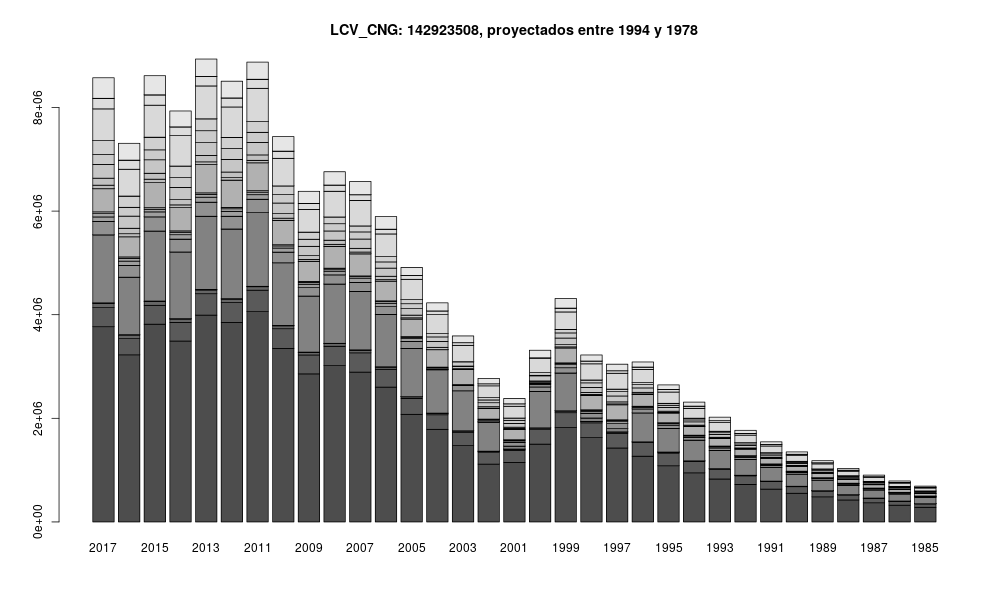 LCV_CNG: 142923508, proyectados entre 1994 y 1978
8e+06
6e+06
4e+06
2e+06
0e+00
2017 2015 2013 2011 2009 2007 2005 2003 2001 1999 1997 1995 1993 1991 1989 1987 1985